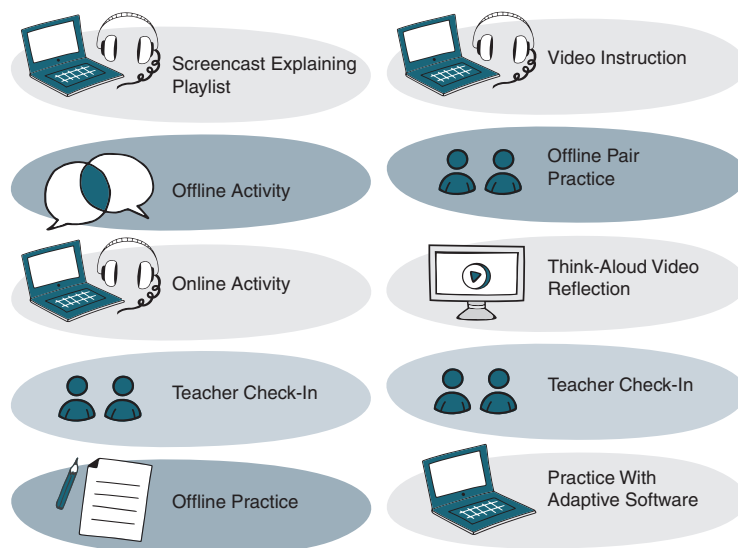 Screencast Explaining
Playlist
Offline Activity
Online Activity
Teacher Check-In
Offline Practice
Video Instruction
Offline Pair
Practice
Think-Aloud Video
Reflection
Teacher Check-In
Practice With
Adaptive Software